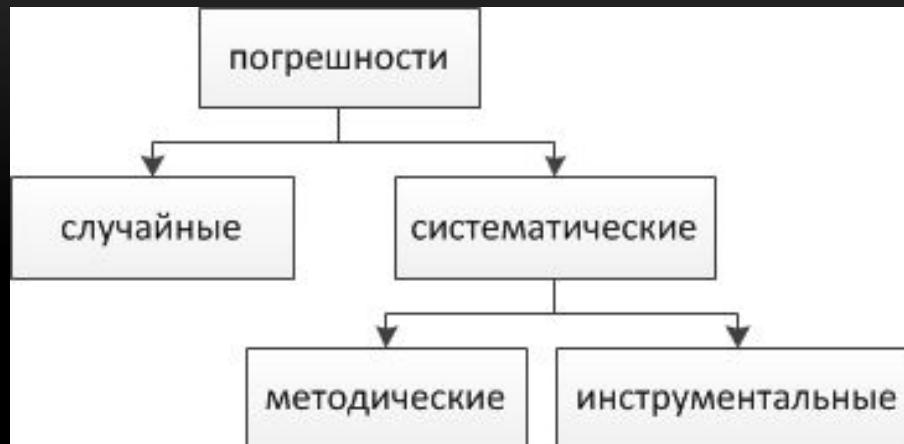 погрешности
случайные
систематические
методические
инструментальные